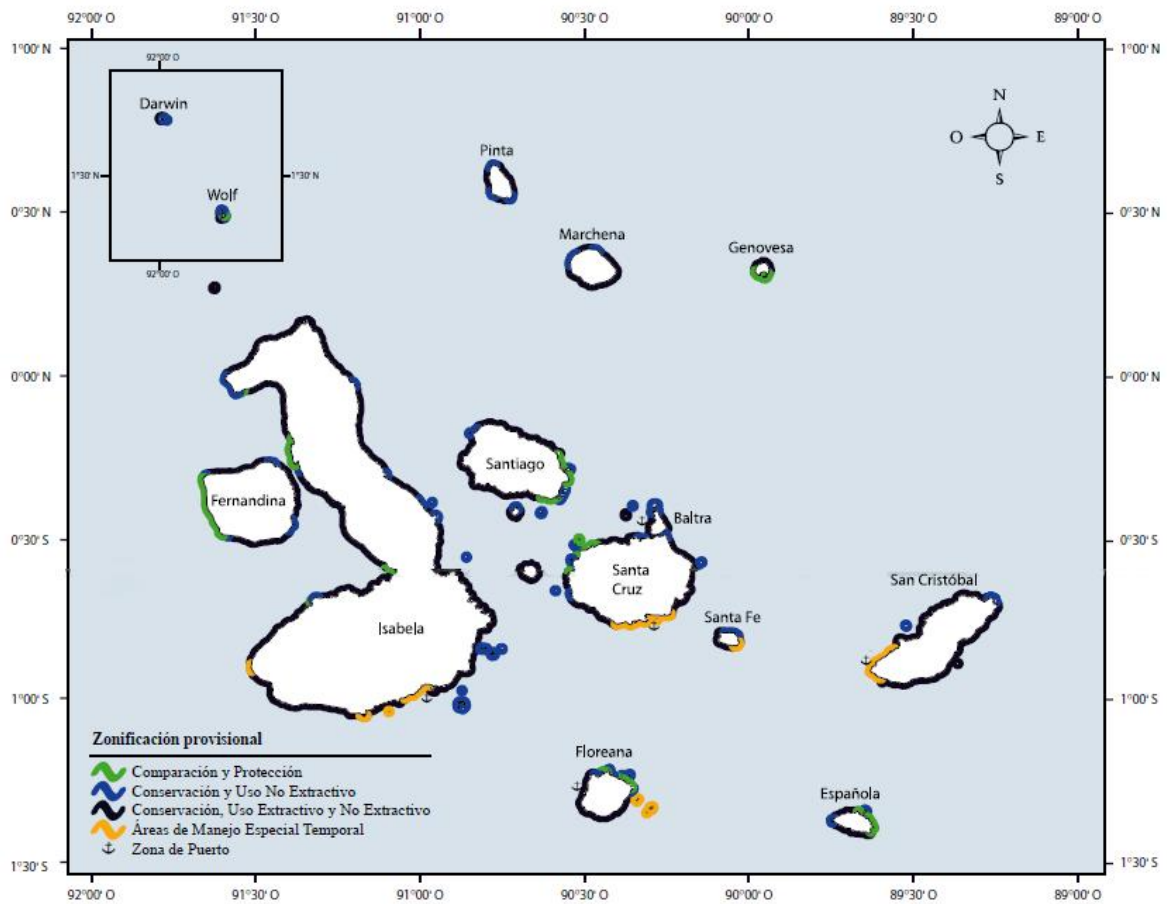 92°00' O 91°30' O 91°00' O 90°30' O 90°00' O 89°30' O 89°00' O
1°00' N 1°00' N
92°00' O
Darwin
1°30' N 1°30' N
Wolf
92°00' O
N
O E
S
Pinta
0°30' N 0°30' N
Marchena
Genovesa
0°00' N 0°00' N
Santiago
Fernandina
Baltra
0°30' S 0°30' S
Santa
Cruz
San Cristóbal
Santa Fe
Isabela
1°00' S 1°00' S
Zonificación provisional
Comparación y Protección
Conservación y Uso No Extractivo
Conservación, Uso Extractivo y No Extractivo
Áreas de Manejo Especial Temporal
Zona de Puerto
Floreana
Española
1°30' S 1°30' S
92°00' O 91°30' O 91°00' O 90°30' O 90°00' O 89°30' O 89°00' O